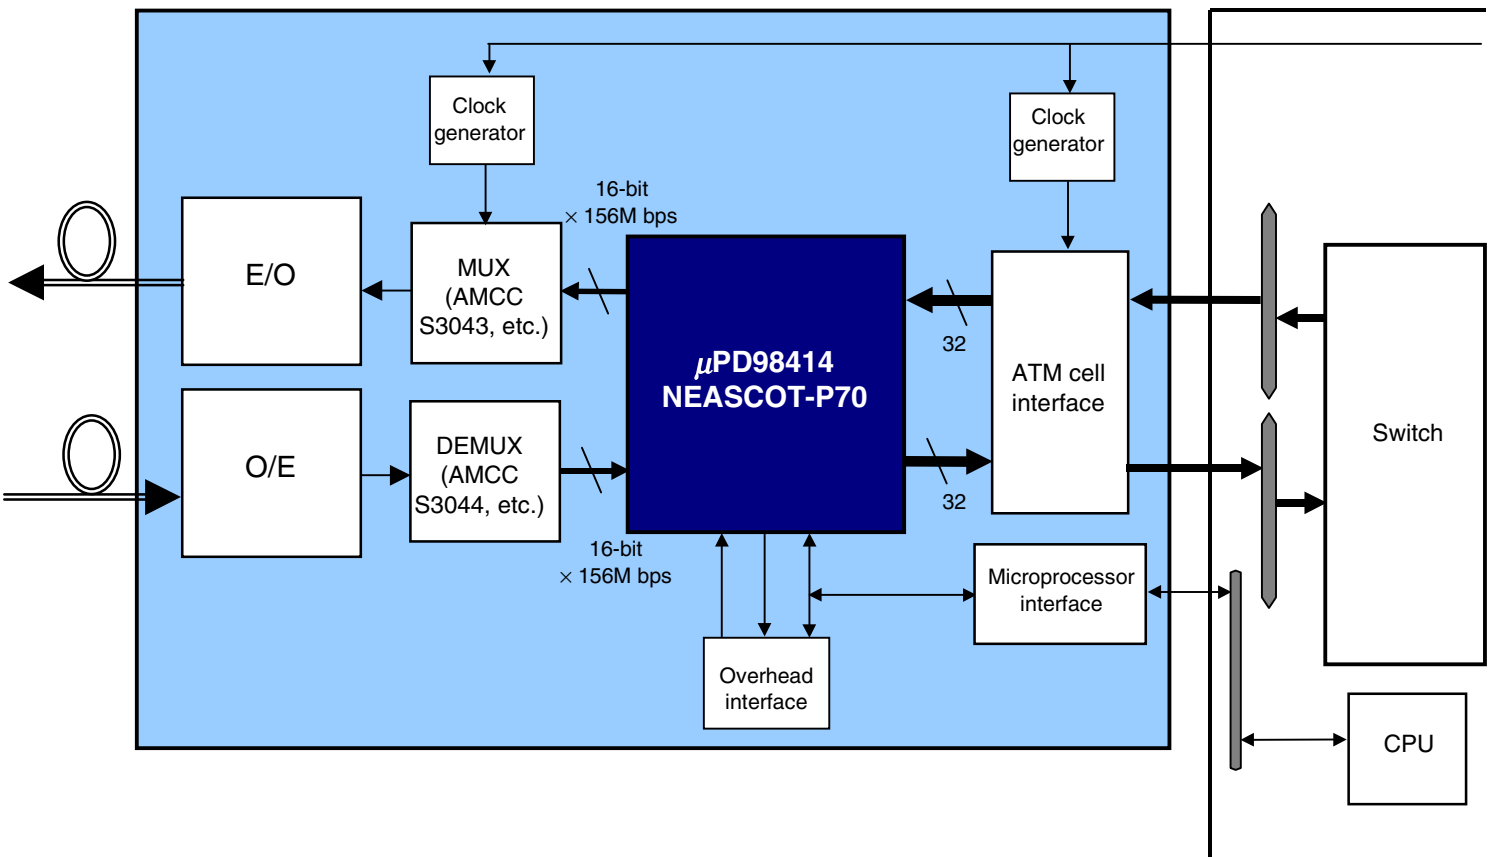 Clock
generator
Clock
generator
16-bit
× 156M bps
E/O
MUX
(AMCC
S3043, etc.)
μPD98414
NEASCOT-P70
32
ATM cell
interface
Switch
O/E
DEMUX
(AMCC
S3044, etc.)
32
16-bit
× 156M bps
Microprocessor
interface
Overhead
interface
CPU